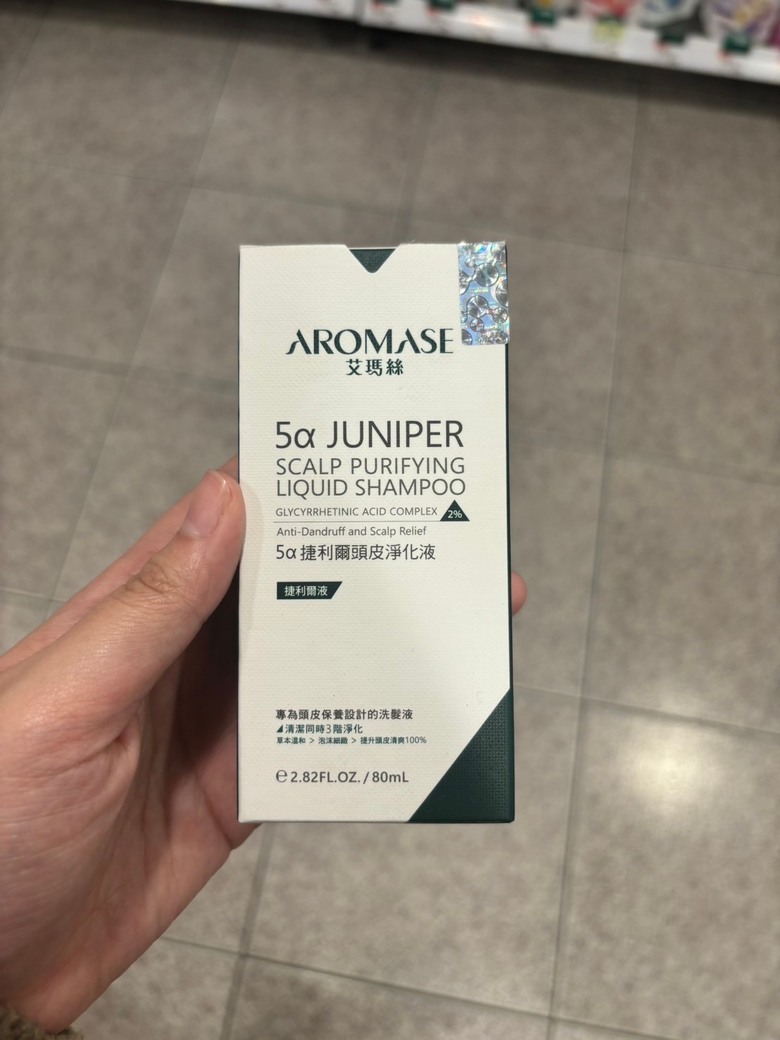 AROMASE
艾瑪絲
5α JUNIPER
SCALP PURIFYING
LIQUID SHAMPOO
GLYCYRRHETINIC ACID COMPLEX 2%
Anti-Dandruff and Scalp Relief
5α捷利爾頭皮淨化液
捷利爾液
專為頭皮保養設計的洗髮液
清潔同時3階淨化
草本溫和 > 泡沫細緻 > 提升頭皮清爽100%
℮2.82FL.OZ./80mL